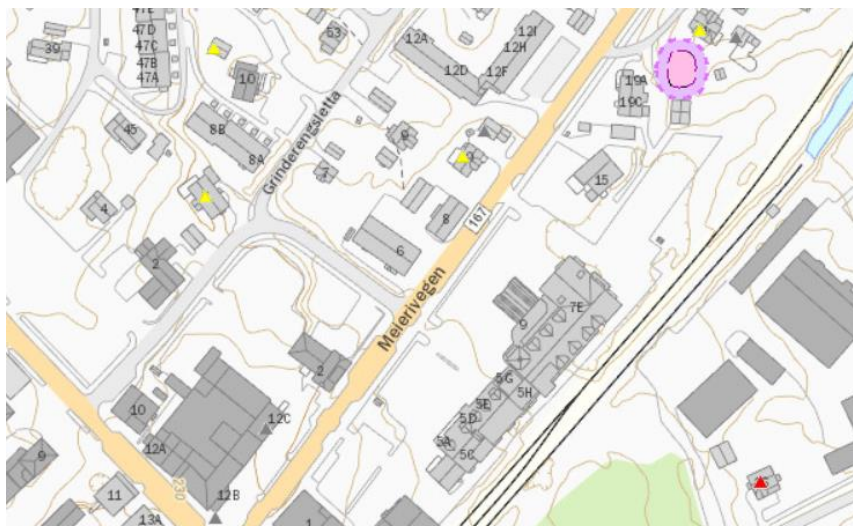 47E
47D
47C
47B
47A
39
53
12A
12I
12H
12D
12F
10
19A
19C
45
8B
8A
Grinderengsletta
9
7
15
4
8
167
6
2
Meierivegen
9
7E
2
5G
5E
5H
5D
5A
5C
10
12C
12A
9
230
11
12B
13A
1